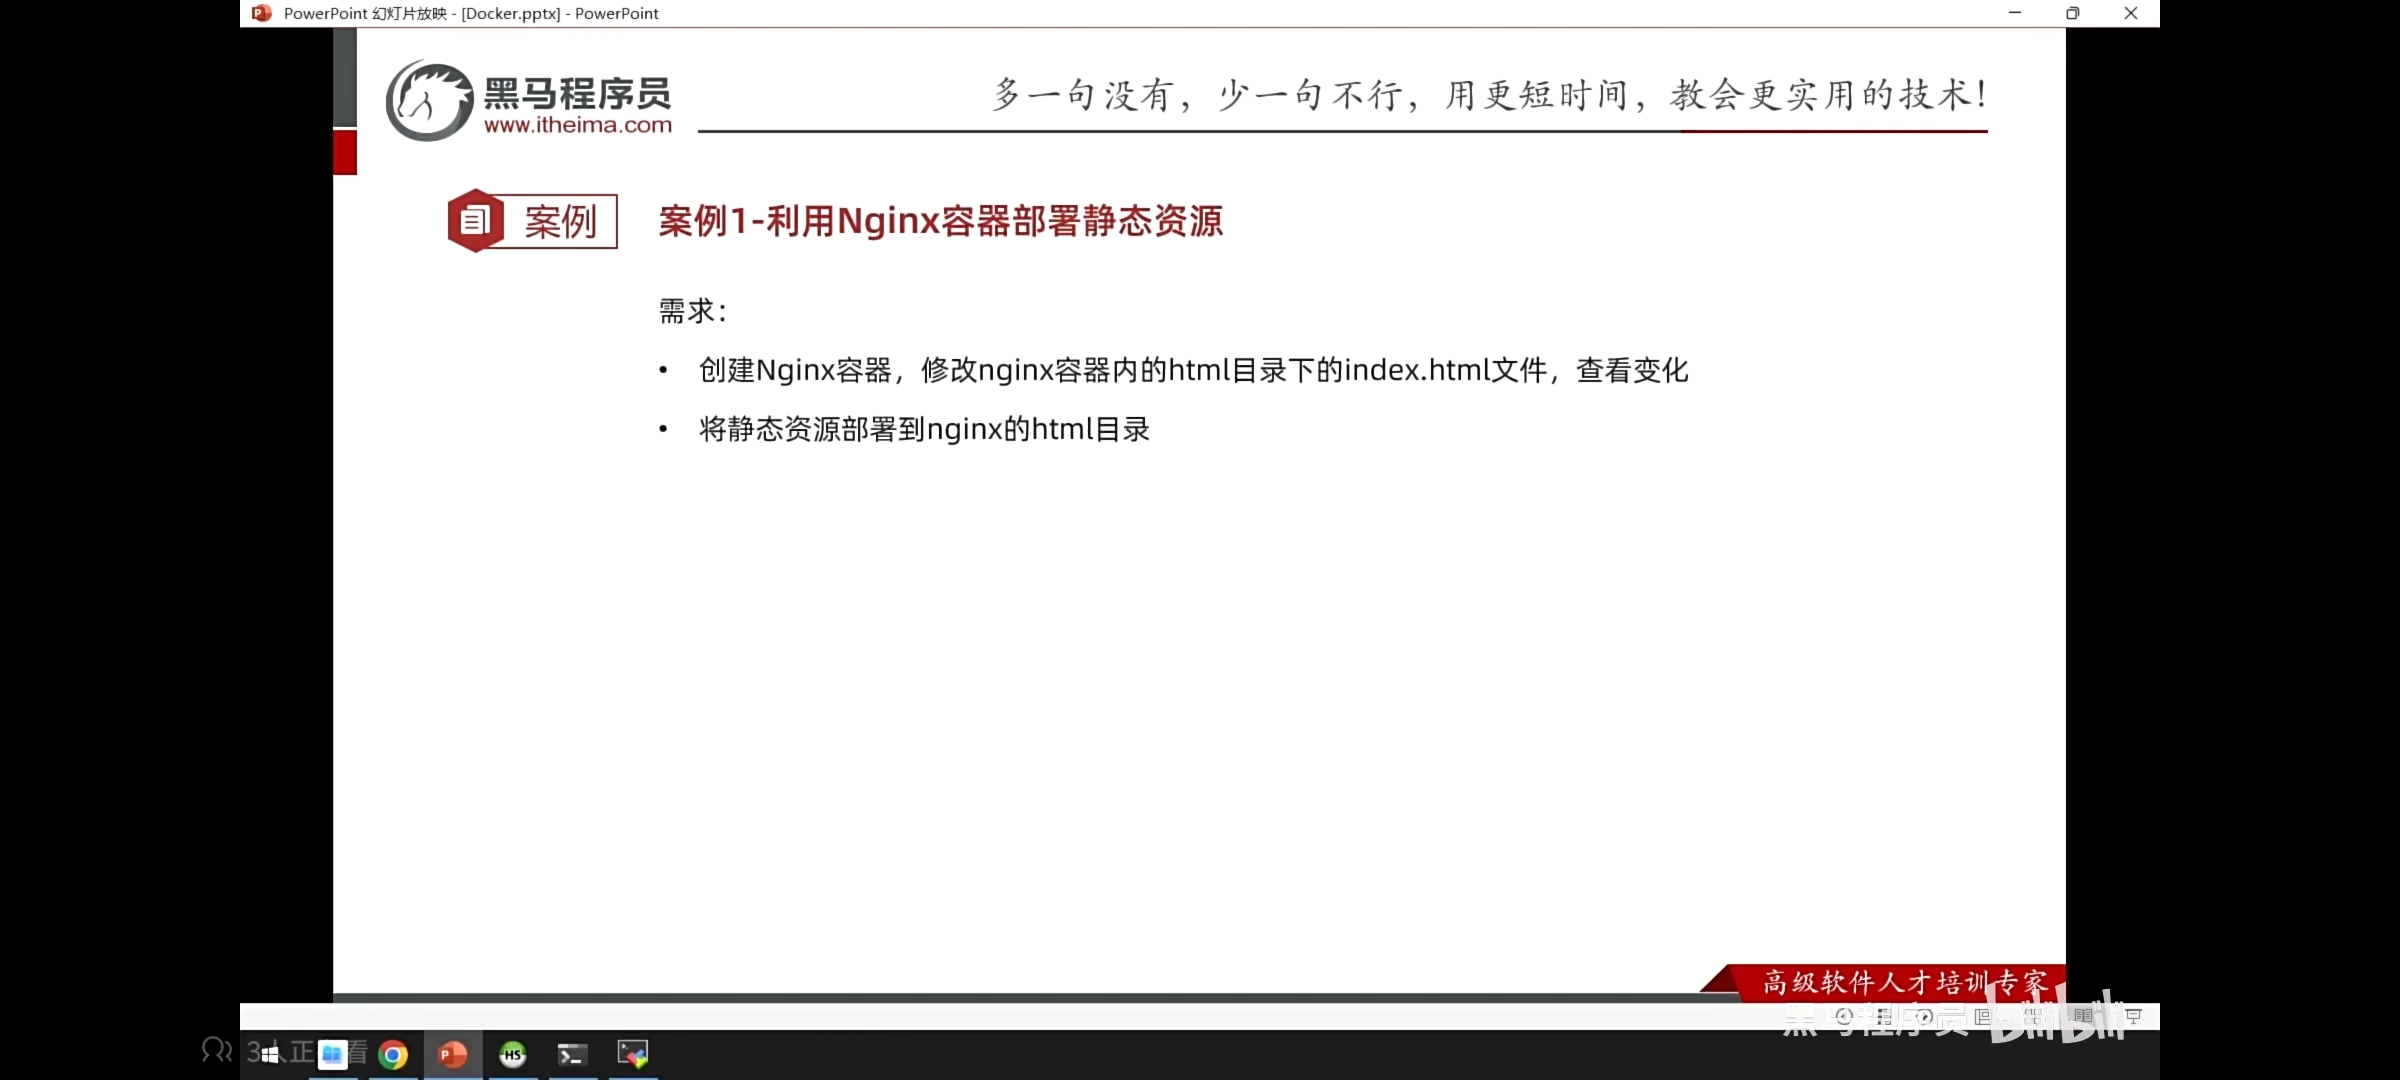 PowerPoint 幻灯片放映 - [Docker.pptx] - PowerPoint
黑马程序员
www.itheima.com
多一句没有，少一句不行，用更短时间，教会更实用的技术！
案例
案例1-利用Nginx容器部署静态资源
需求：
• 创建Nginx容器，修改nginx容器内的html目录下的index.html文件，查看变化
• 将静态资源部署到nginx的html目录
高级软件人才培训专家
黑马程序员 bilibili
3人正在看
HS